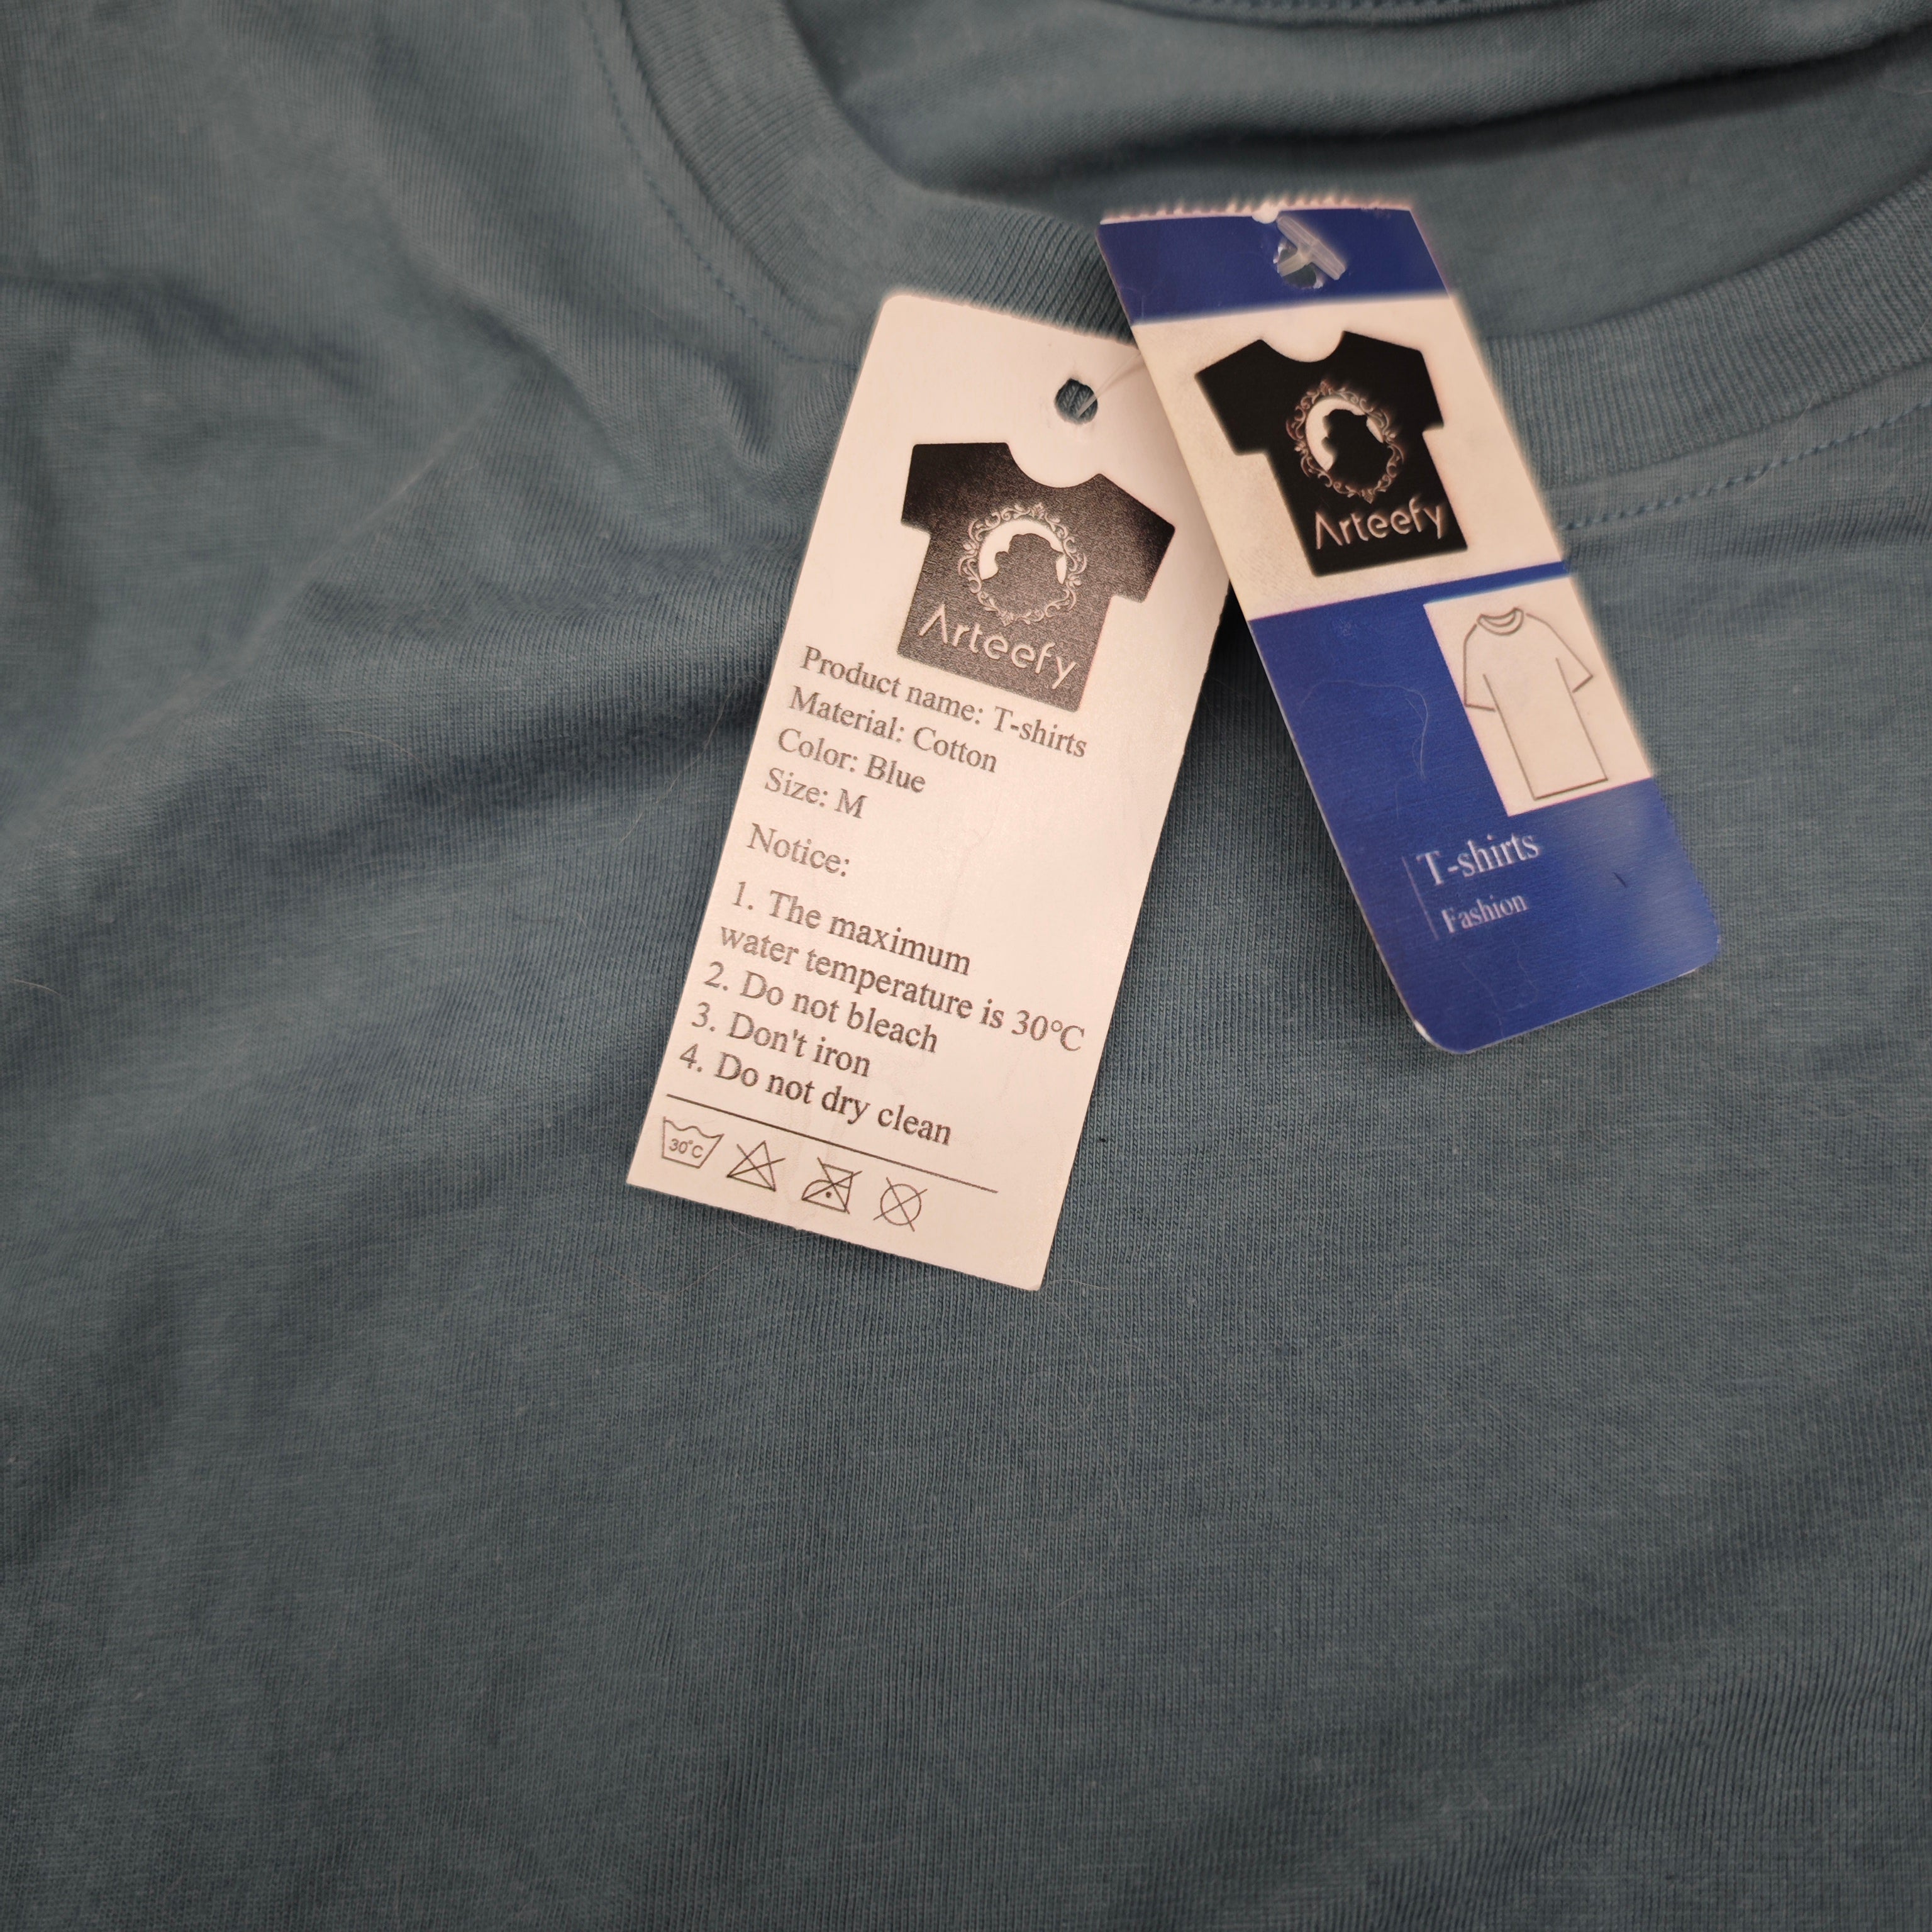 Arteefy
Product name: T-shirts
Material: Cotton
Color: Blue
Size: M
Notice:
1. The maximum
water temperature is 30°C
2. Do not bleach
3. Don't iron
4. Do not dry clean
30°C
Arteefy
T-shirts
Fashion